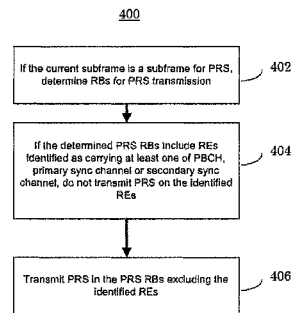 400
If the current subframe is a subframe for PRS,
determine RBs for PRS transmission
402
If the determined PRS RBs include REs
identified as carrying at least one of PBCH,
primary sync channel or secondary sync
channel, do not transmit PRS on the identified
REs
404
Transmit PRS in the PRS RBs excluding the
identified REs
406